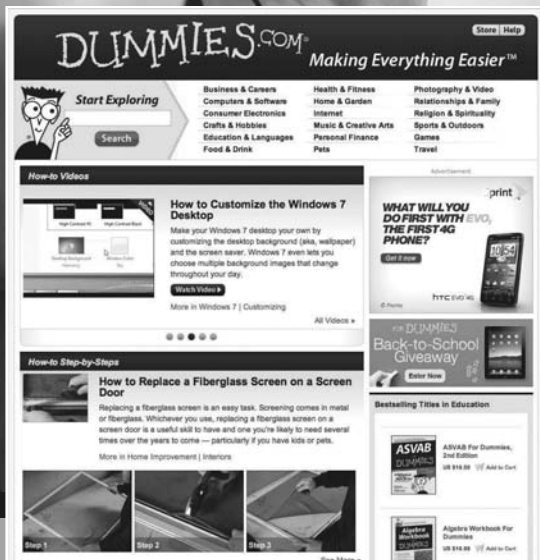 DUMMIES.COM®
Making Everything Easier™
Store | Help
Start Exploring
Search
Business & Careers
Computers & Software
Consumer Electronics
Crafts & Hobbies
Education & Languages
Food & Drink
Health & Fitness
Home & Garden
Internet
Music & Creative Arts
Personal Finance
Pets
Photography & Video
Relationships & Family
Religion & Spirituality
Sports & Outdoors
Games
Travel
How-to Videos
High Contrast Black
How to Customize the Windows 7
Desktop
Make your Windows 7 desktop your own by
customizing the desktop background (aka, wallpaper)
and the screen saver. Windows 7 even lets you
choose multiple background images that change
throughout your day.
Watch Video
More in Windows 7 | Customizing
All Videos »
How-to Step-by-Steps
How to Replace a Fiberglass Screen on a Screen
Door
Replacing a fiberglass screen is an easy task. Screening comes in metal
or fiberglass. Whichever you use, replacing a fiberglass screen on a
screen door is a useful skill to have and one you're likely to need several
times over the years to come — particularly if you have kids or pets.
More in Home Improvement | Interiors
Step 1
Step 2
Step 3
See More »
Advertisement
print
WHAT WILL YOU
DO FIRST WITH EVO,
THE FIRST 4G
PHONE?
Get it now
hTC EVO 4G
FOR DUMMIES
Back-to-School
Giveaway
Enter Now
Bestselling Titles in Education
ASVAB
DUMMIES
ASVAB For Dummies,
2nd Edition
Add to Cart
Algebra
Workbook
Algebra Workbook For
Dummies
Add to Cart